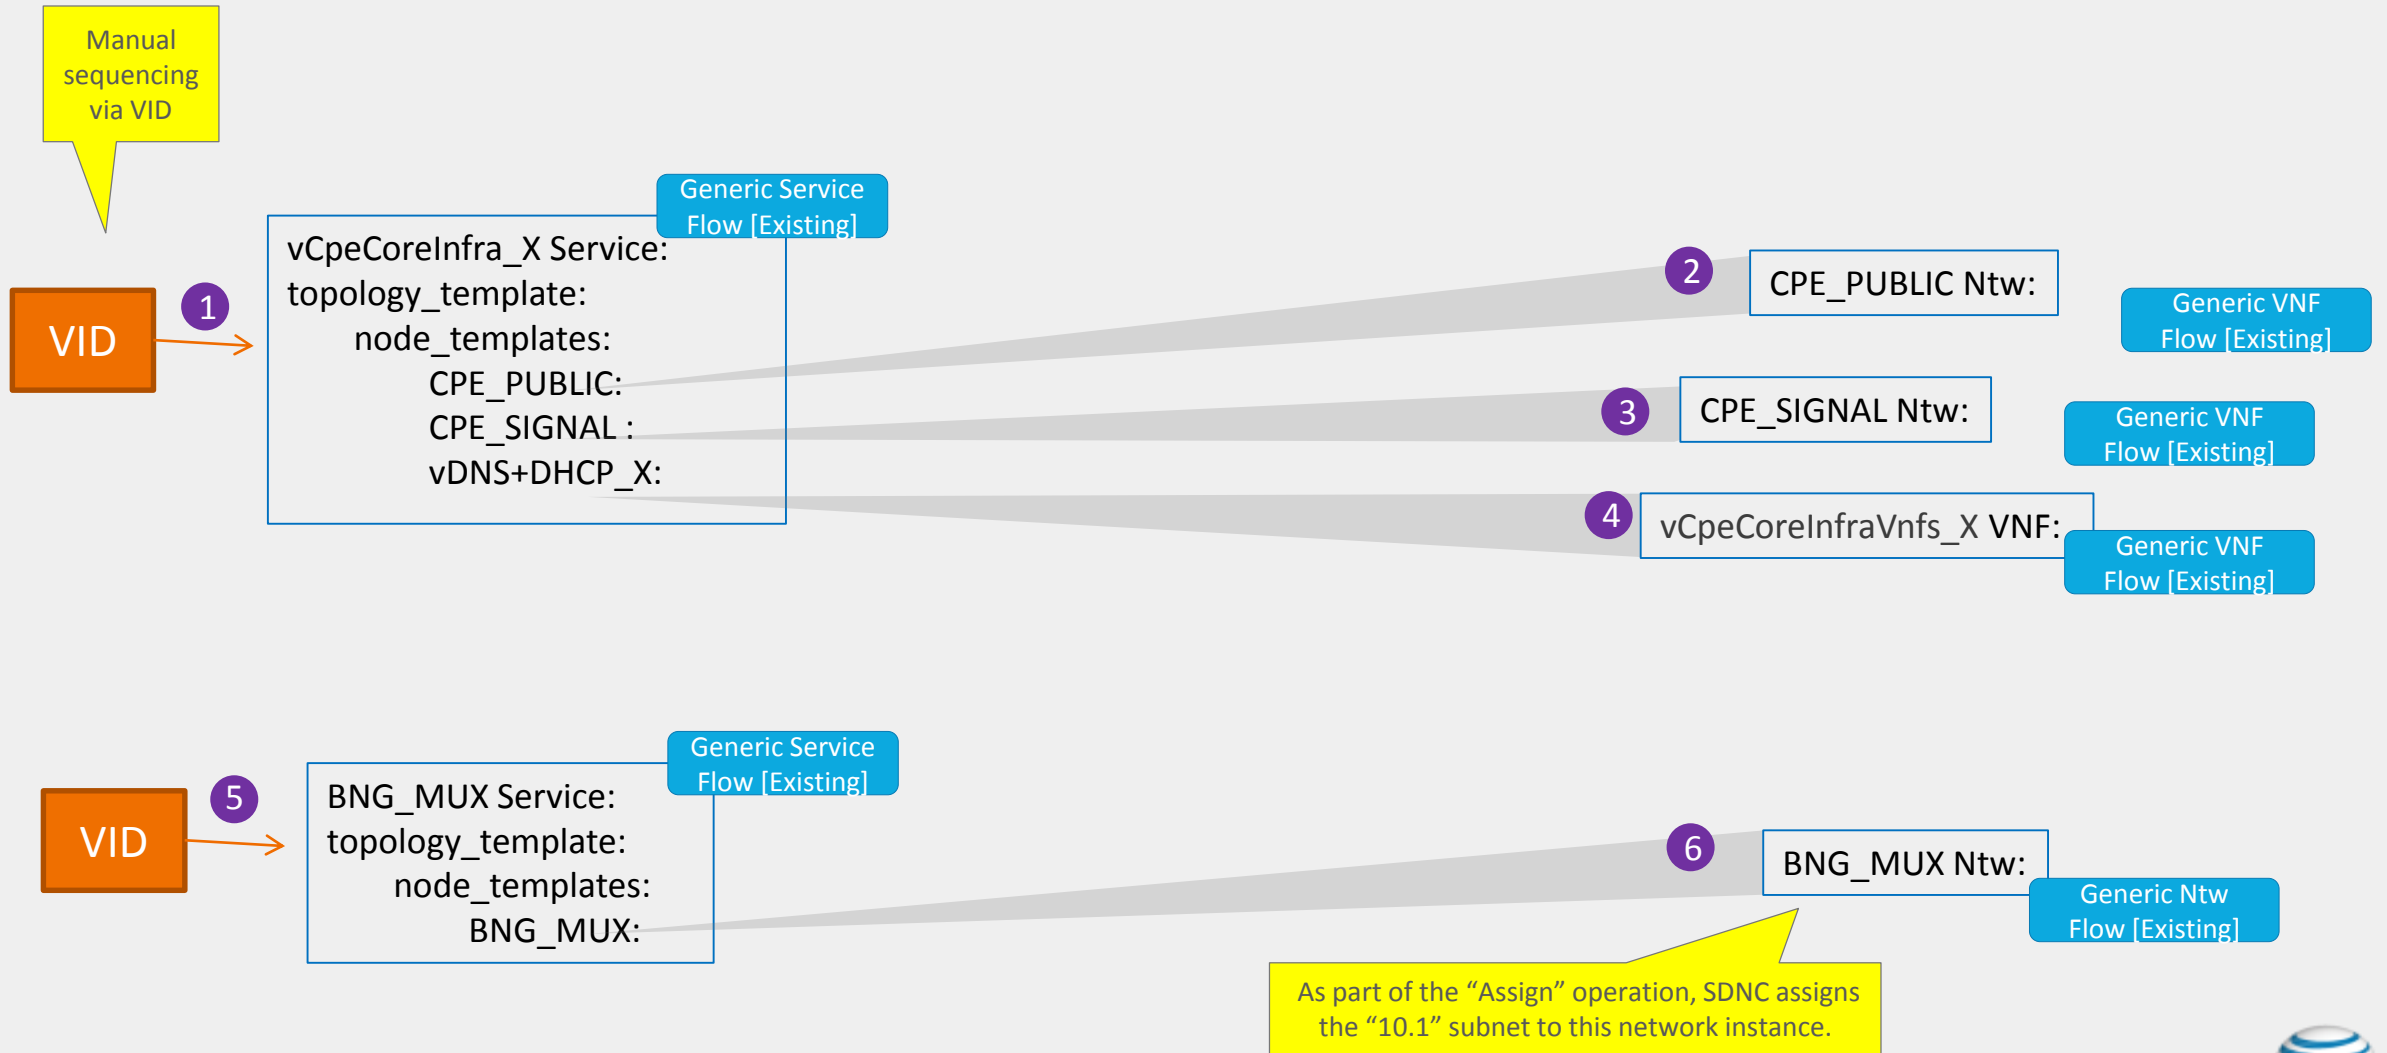 Manual
sequencing
via VID
Generic Service
Flow [Existing]
vCpeCoreInfra_X Service:
topology_template:
node_templates:
CPE_PUBLIC:
CPE_SIGNAL :
vDNS+DHCP_X:
VID
1
2
CPE_PUBLIC Ntw:
Generic VNF
Flow [Existing]
3
CPE_SIGNAL Ntw:
Generic VNF
Flow [Existing]
4
vCpeCoreInfraVnfs_X VNF:
Generic VNF
Flow [Existing]
Generic Service
Flow [Existing]
VID
5
BNG_MUX Service:
topology_template:
node_templates:
BNG_MUX:
6
BNG_MUX Ntw:
Generic Ntw
Flow [Existing]
As part of the “Assign” operation, SDNC assigns
the “10.1” subnet to this network instance.